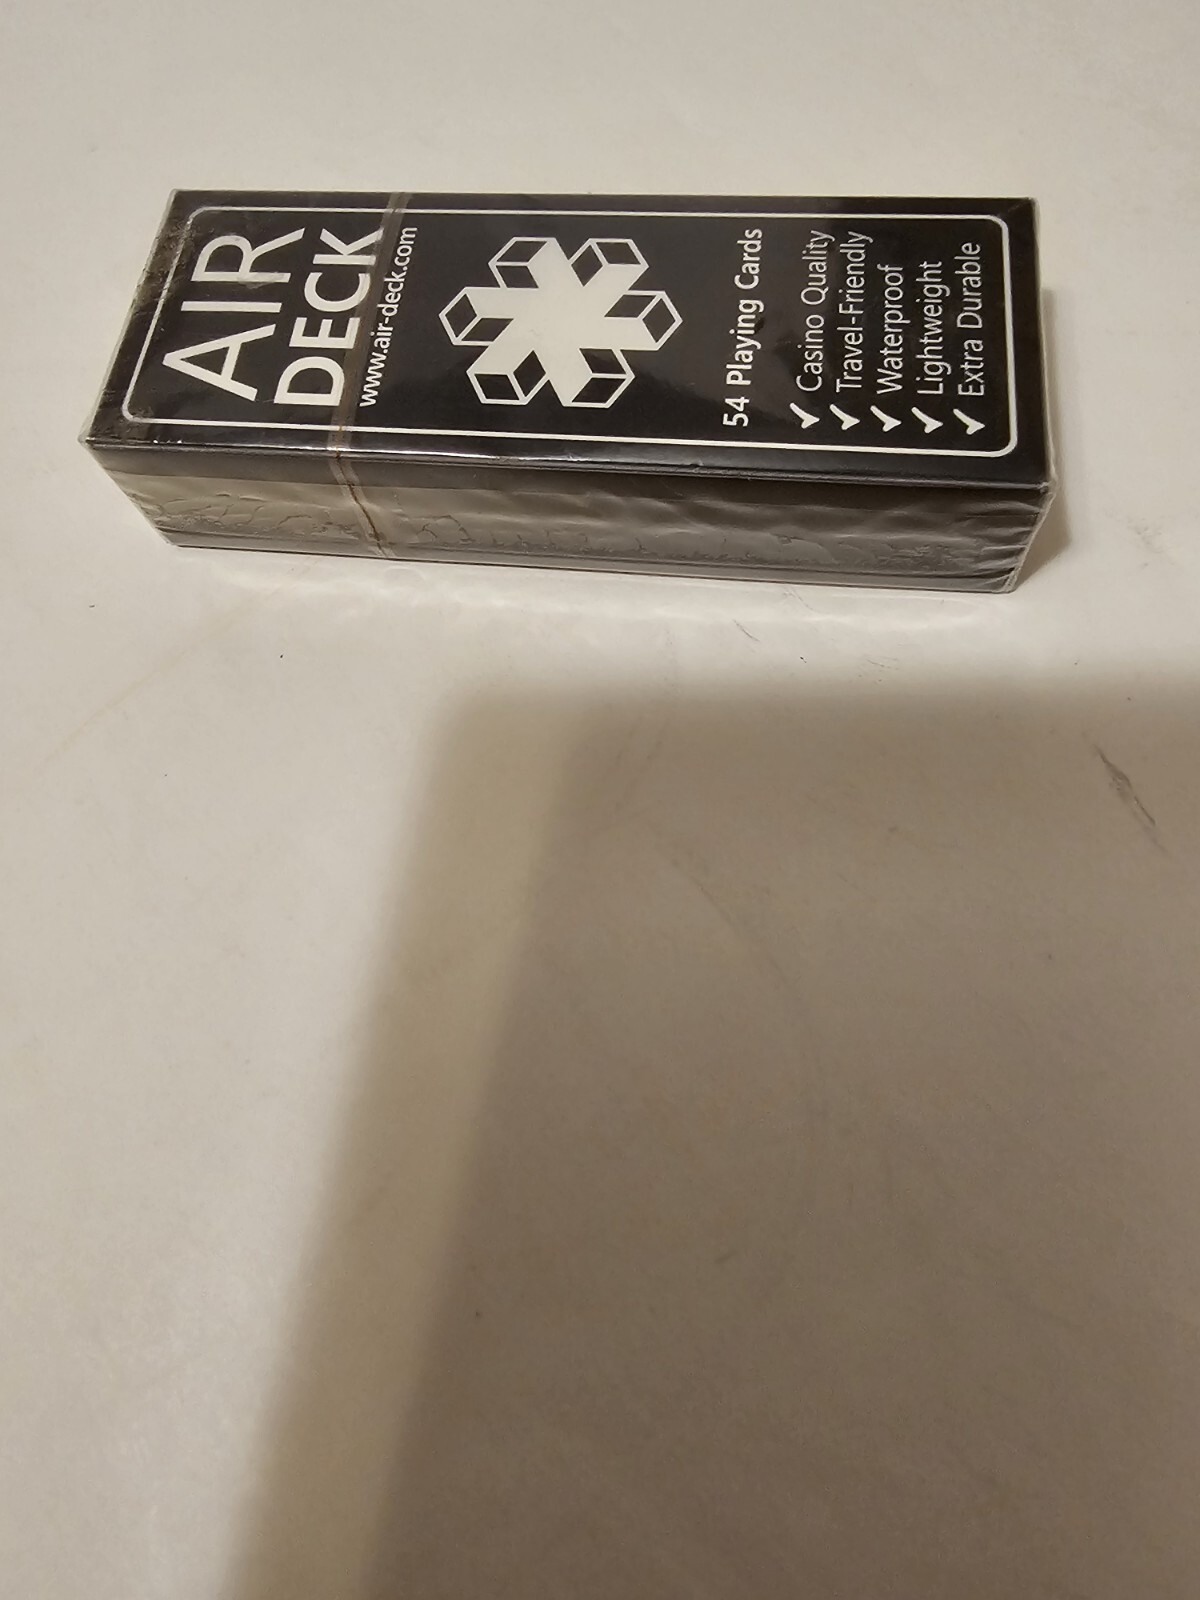 AIR
DECK
www.air-deck.com
54 Playing Cards
✓ Casino Quality
✓ Travel-Friendly
✓ Waterproof
✓ Lightweight
✓ Extra Durable